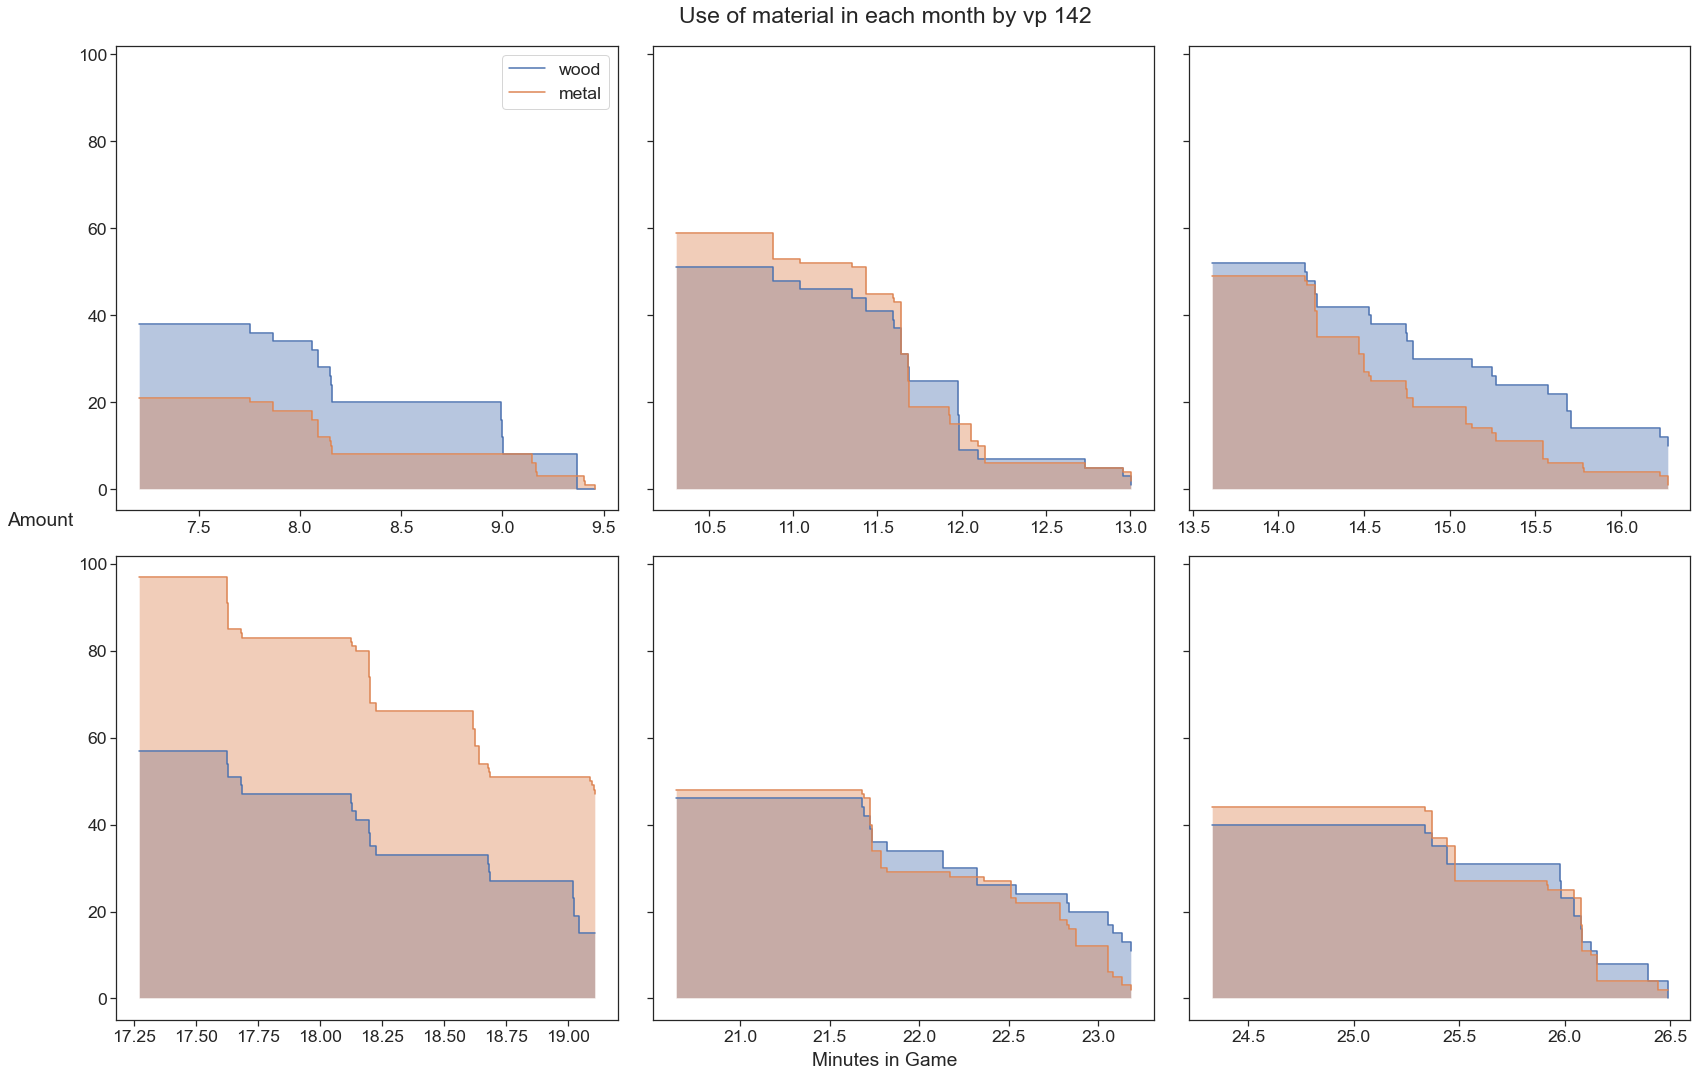 Use of material in each month by vp 142
wood
metal
100
80
60
40
20
0
7.5 8.0 8.5 9.0 9.5
10.5 11.0 11.5 12.0 12.5 13.0
13.5 14.0 14.5 15.0 15.5 16.0
Amount
100
80
60
40
20
0
17.25 17.50 17.75 18.00 18.25 18.50 18.75 19.00
21.0 21.5 22.0 22.5 23.0
24.5 25.0 25.5 26.0 26.5
Minutes in Game